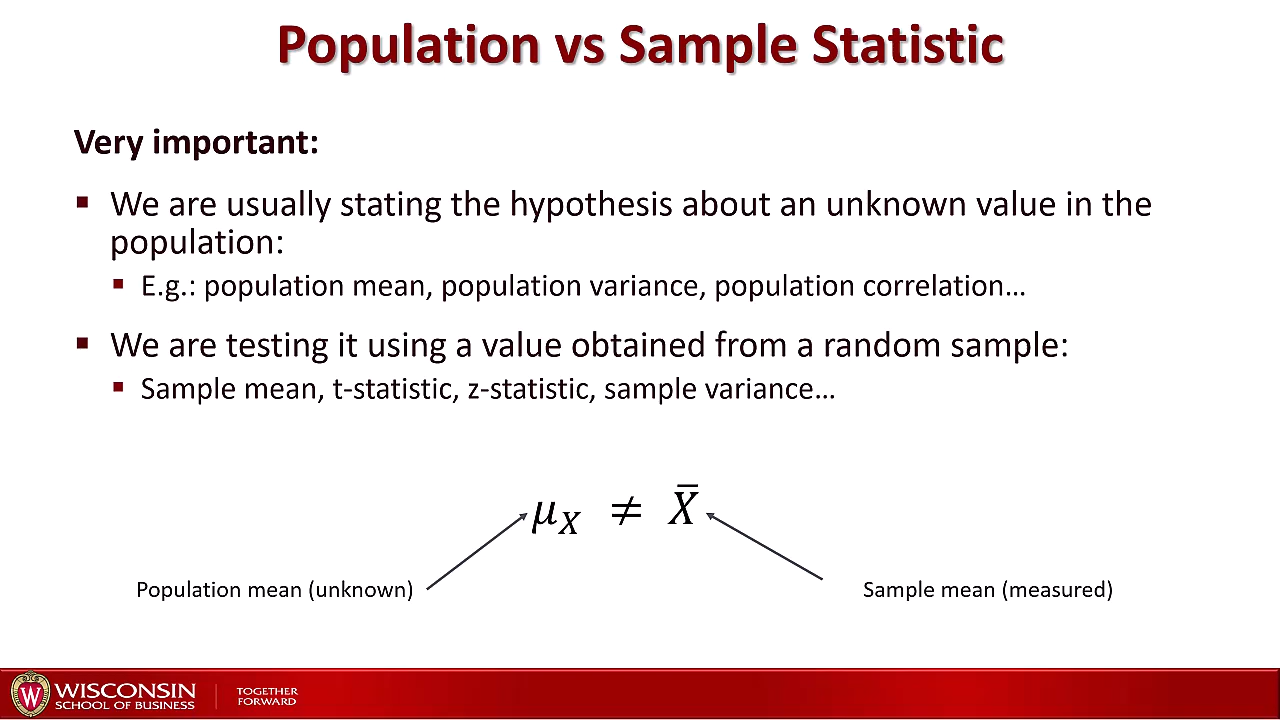 Population vs Sample Statistic
Very important:
▪ We are usually stating the hypothesis about an unknown value in the
population:
▪ E.g.: population mean, population variance, population correlation…
▪ We are testing it using a value obtained from a random sample:
▪ Sample mean, t-statistic, z-statistic, sample variance…
μ_X ≠ X̄
Population mean (unknown)
Sample mean (measured)
W
WISCONSIN
SCHOOL OF BUSINESS
TOGETHER
FORWARD